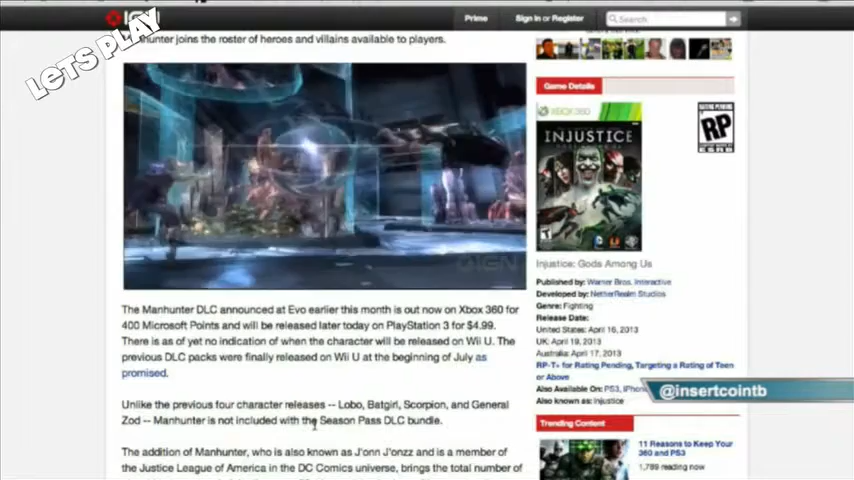 LETS PLAY
IGN
Prime
Sign In or Register
Search
hunter joins the roster of heroes and villains available to players.
Game Details
XBOX 360
INJUSTICE
RATING PENDING
RP
IGN
Injustice: Gods Among Us
Published by: Warner Bros. Interactive
Developed by: NetherRealm Studios
Genre: Fighting
Release Date:
United States: April 16, 2013
UK: April 19, 2013
Australia: April 17, 2013
RP-T+ for Rating Pending, Targeting a Rating of Teen
or Above
Also Available On: PS3, iPhone
Also known as: Injustice
The Manhunter DLC announced at Evo earlier this month is out now on Xbox 360 for
400 Microsoft Points and will be released later today on PlayStation 3 for $4.99.
There is as of yet no indication of when the character will be released on Wii U. The
previous DLC packs were finally released on Wii U at the beginning of July as
promised.
@insertcointb
Unlike the previous four character releases -- Lobo, Batgirl, Scorpion, and General
Zod -- Manhunter is not included with the Season Pass DLC bundle.
Trending Content
The addition of Manhunter, who is also known as J'onn J'onzz and is a member of
the Justice League of America in the DC Comics universe, brings the total number of
11 Reasons to Keep Your
360 and PS3
1,789 reading now